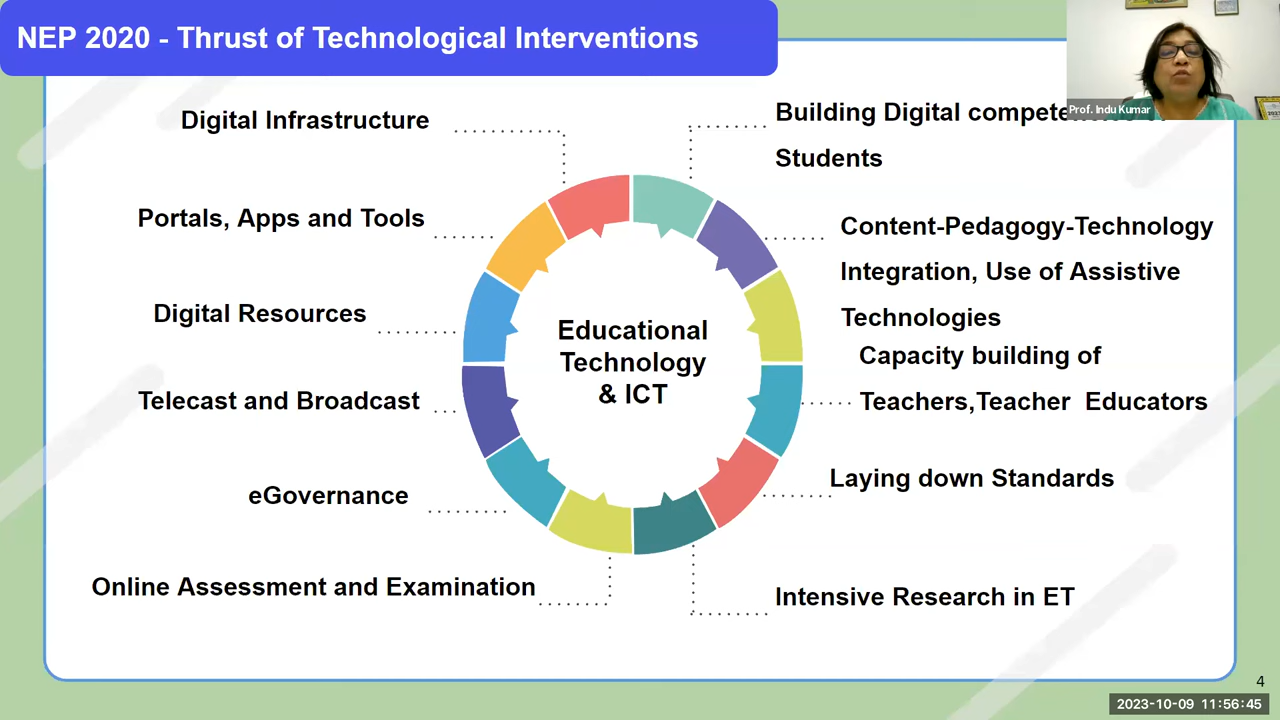 NEP 2020 - Thrust of Technological Interventions
Prof. Indu Kumar
Digital Infrastructure
Building Digital
Students
Portals, Apps and Tools
Content-Pedagogy-Technology
Integration, Use of Assistive
Technologies
Digital Resources
Educational
Technology
& ICT
Capacity building of
Teachers,Teacher Educators
Telecast and Broadcast
Laying down Standards
eGovernance
Online Assessment and Examination
Intensive Research in ET
4
2023-10-09 11:56:45